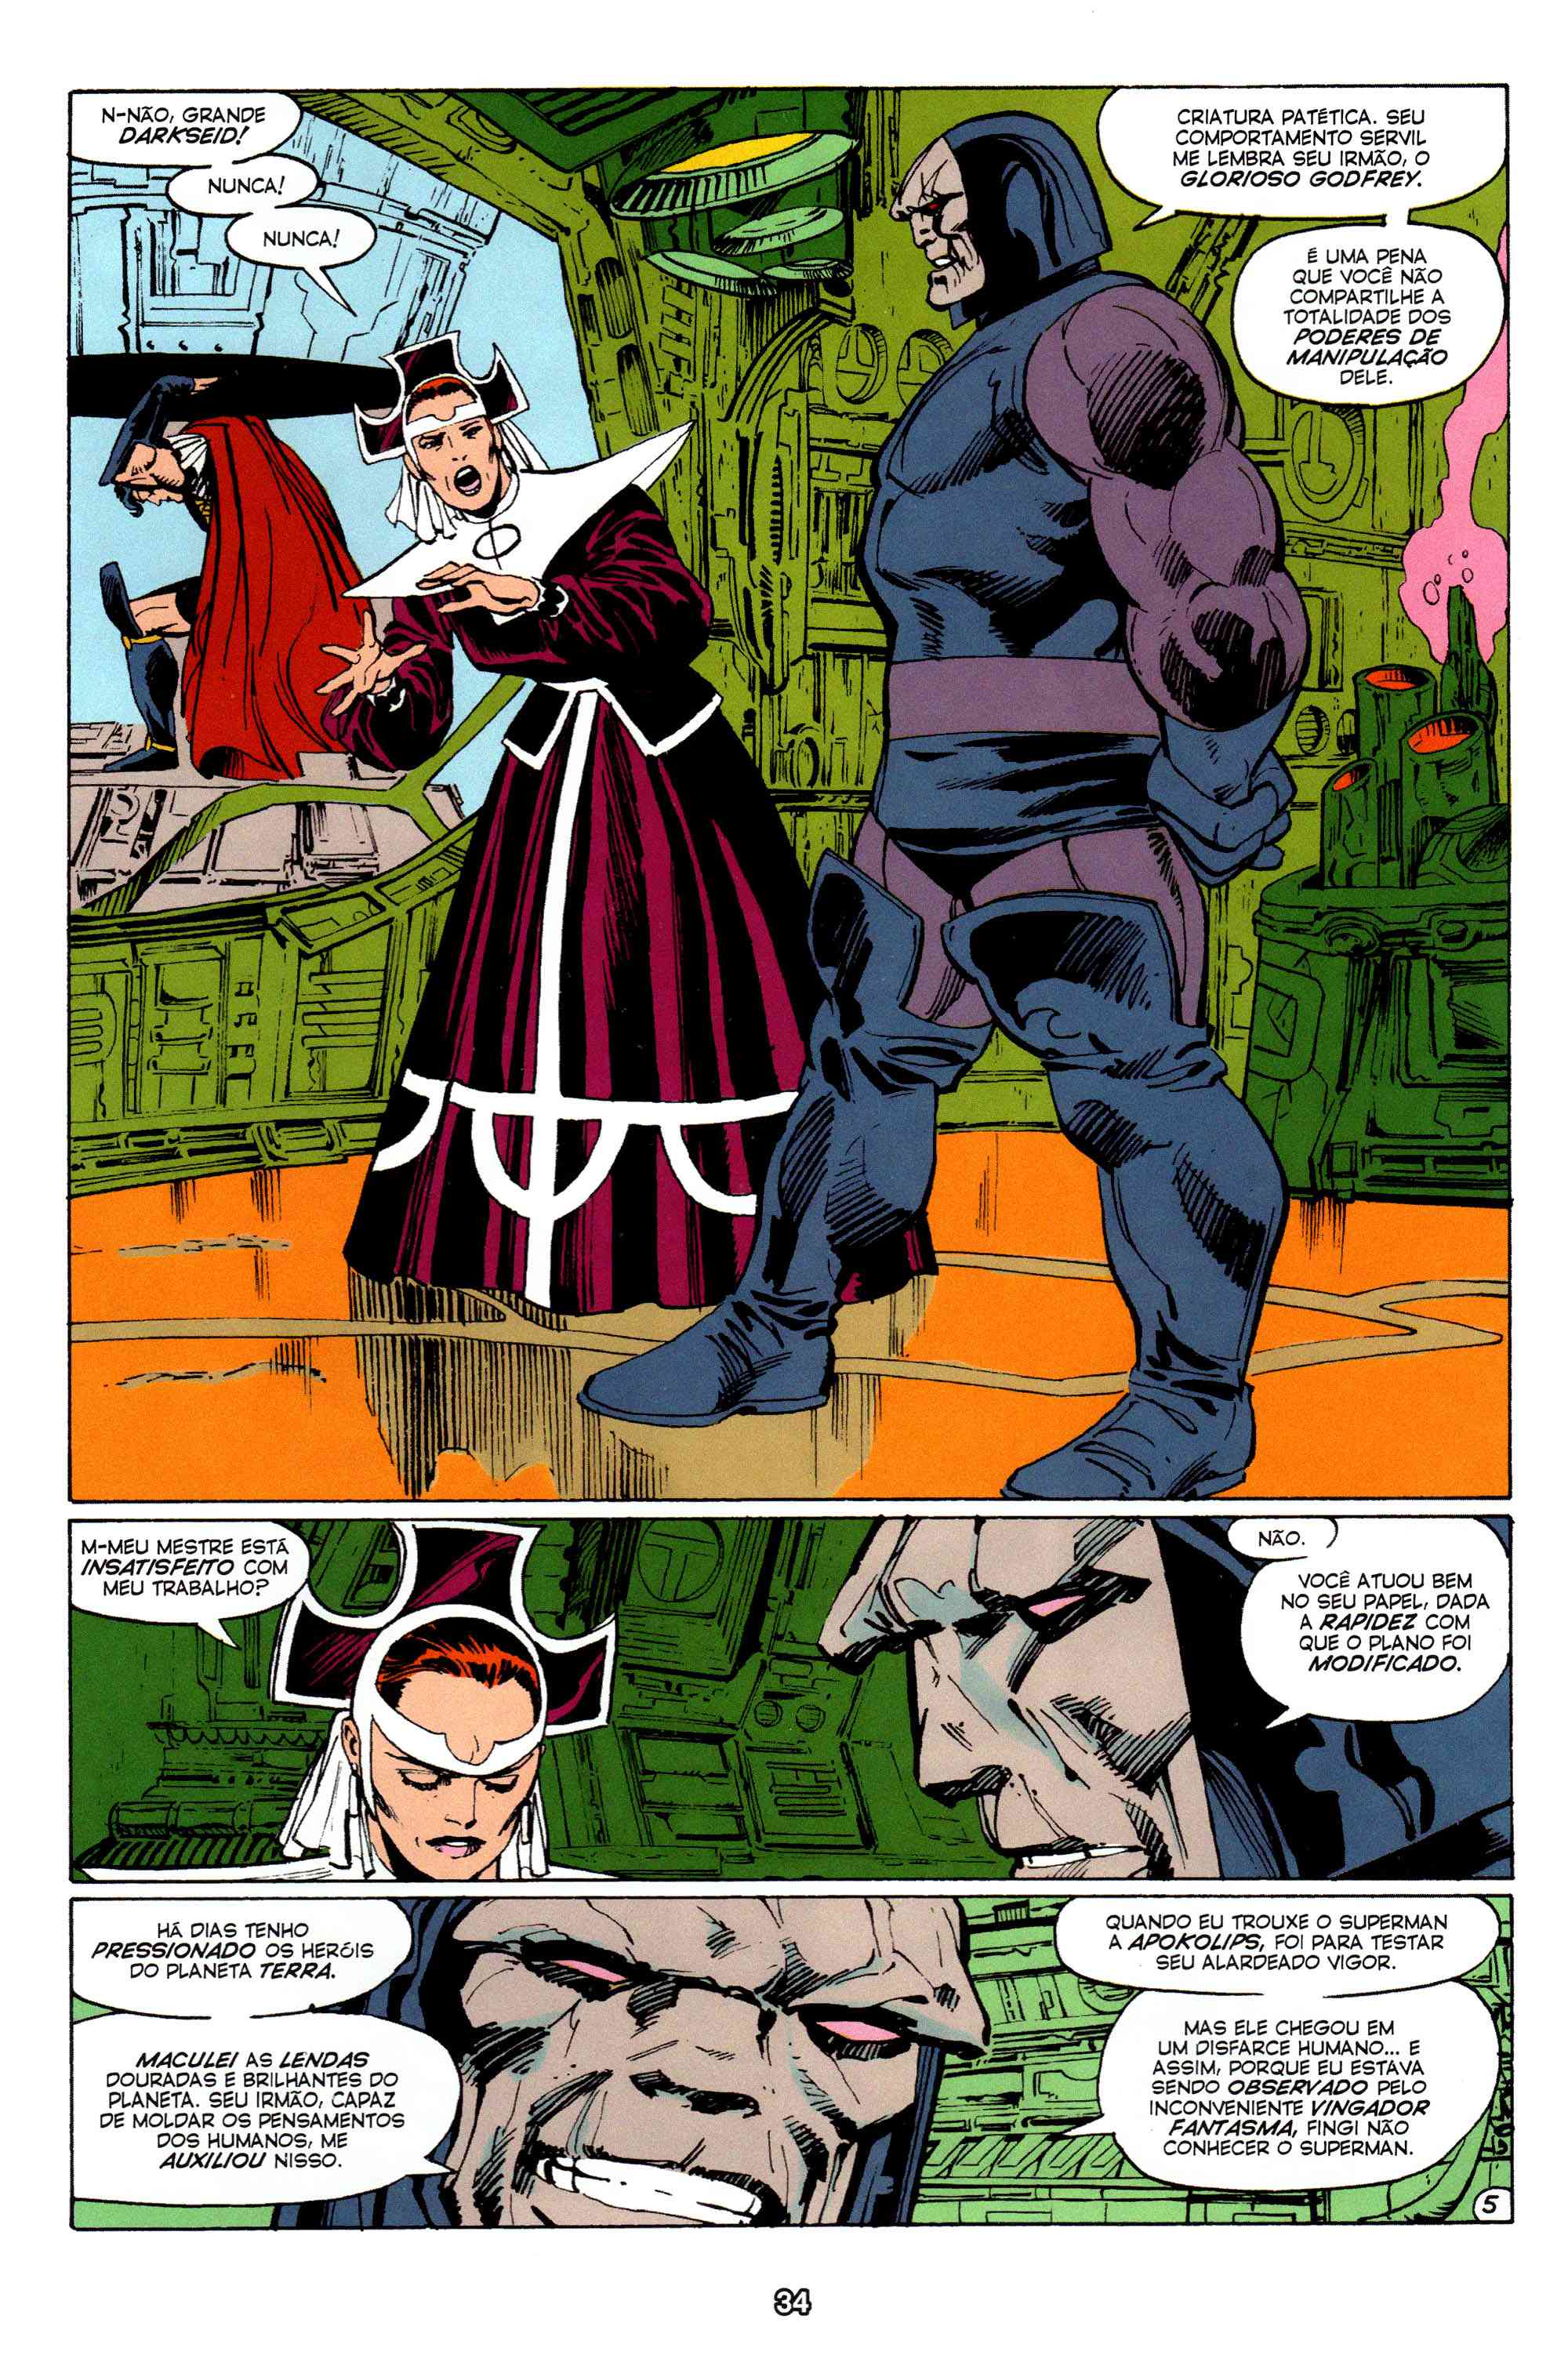 N-NÃO, GRANDE
DARKSEID!
NUNCA!
NUNCA!
CRIATURA PATÉTICA. SEU
COMPORTAMENTO SERVIL
ME LEMBRA SEU IRMÃO, O
GLORIOSO GODFREY.
É UMA PENA
QUE VOCÊ NÃO
COMPARTILHE A
TOTALIDADE DOS
PODERES DE
MANIPULAÇÃO
DELE.
M-MEU MESTRE ESTÁ
INSATISFEITO COM
MEU TRABALHO?
NÃO.
VOCÊ ATUOU BEM
NO SEU PAPEL, DADA
A RAPIDEZ COM
QUE O PLANO FOI
MODIFICADO.
HÁ DIAS TENHO
PRESSIONADO OS HERÓIS
DO PLANETA TERRA.
MACULEI AS LENDAS
DOURADAS E BRILHANTES DO
PLANETA. SEU IRMÃO, CAPAZ
DE MOLDAR OS PENSAMENTOS
DOS HUMANOS, ME
AUXILIOU NISSO.
QUANDO EU TROUXE O SUPERMAN
A APOKOLIPS, FOI PARA TESTAR
SEU ALARDEADO VIGOR.
MAS ELE CHEGOU EM
UM DISFARCE HUMANO... E
ASSIM, PORQUE EU ESTAVA
SENDO OBSERVADO PELO
INCONVENIENTE VINGADOR
FANTASMA, FINGI NÃO
CONHECER O SUPERMAN.
5
34